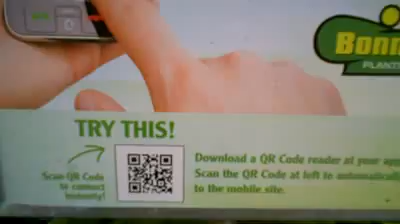 Bonn
PLANT
TRY THIS!
Scan QR Code
to connect
instantly!
Download a QR Code reader at your app
Scan the QR Code at left to automatically
to the mobile site.